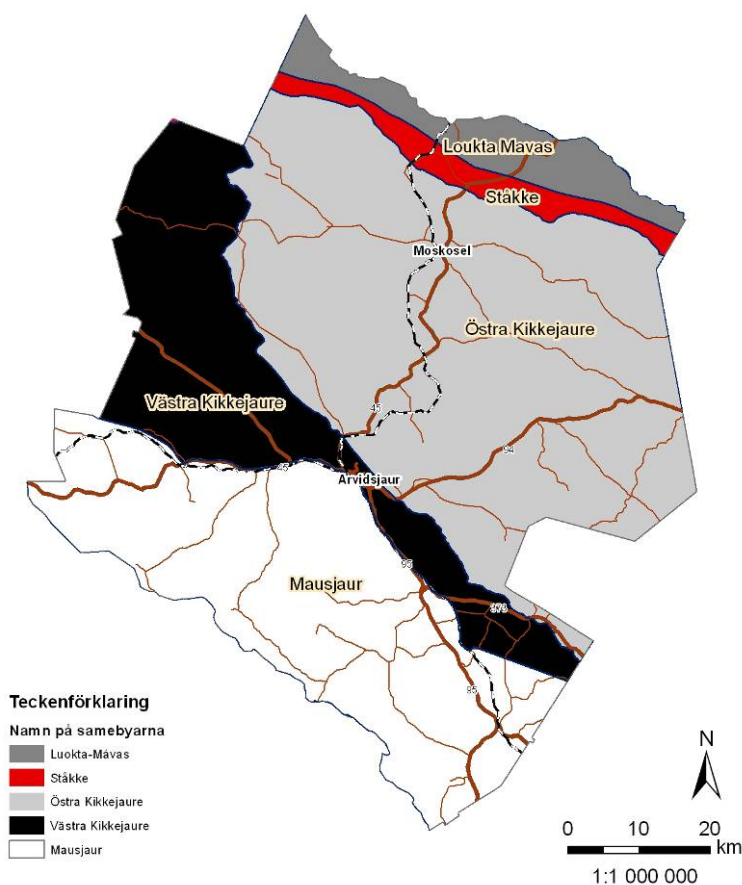 Loukta Mavas
Ståkke
Moskosel
Östra Kikkejaure
Västra Kikkejaure
45
94
45
Arvidsjaur
95
Mausjaur
373
95
Teckenförklaring
Namn på samebyarna
Luokta-Mávas
Ståkke
Östra Kikkejaure
Västra Kikkejaure
Mausjaur
N
0 10 20
km
1:1 000 000